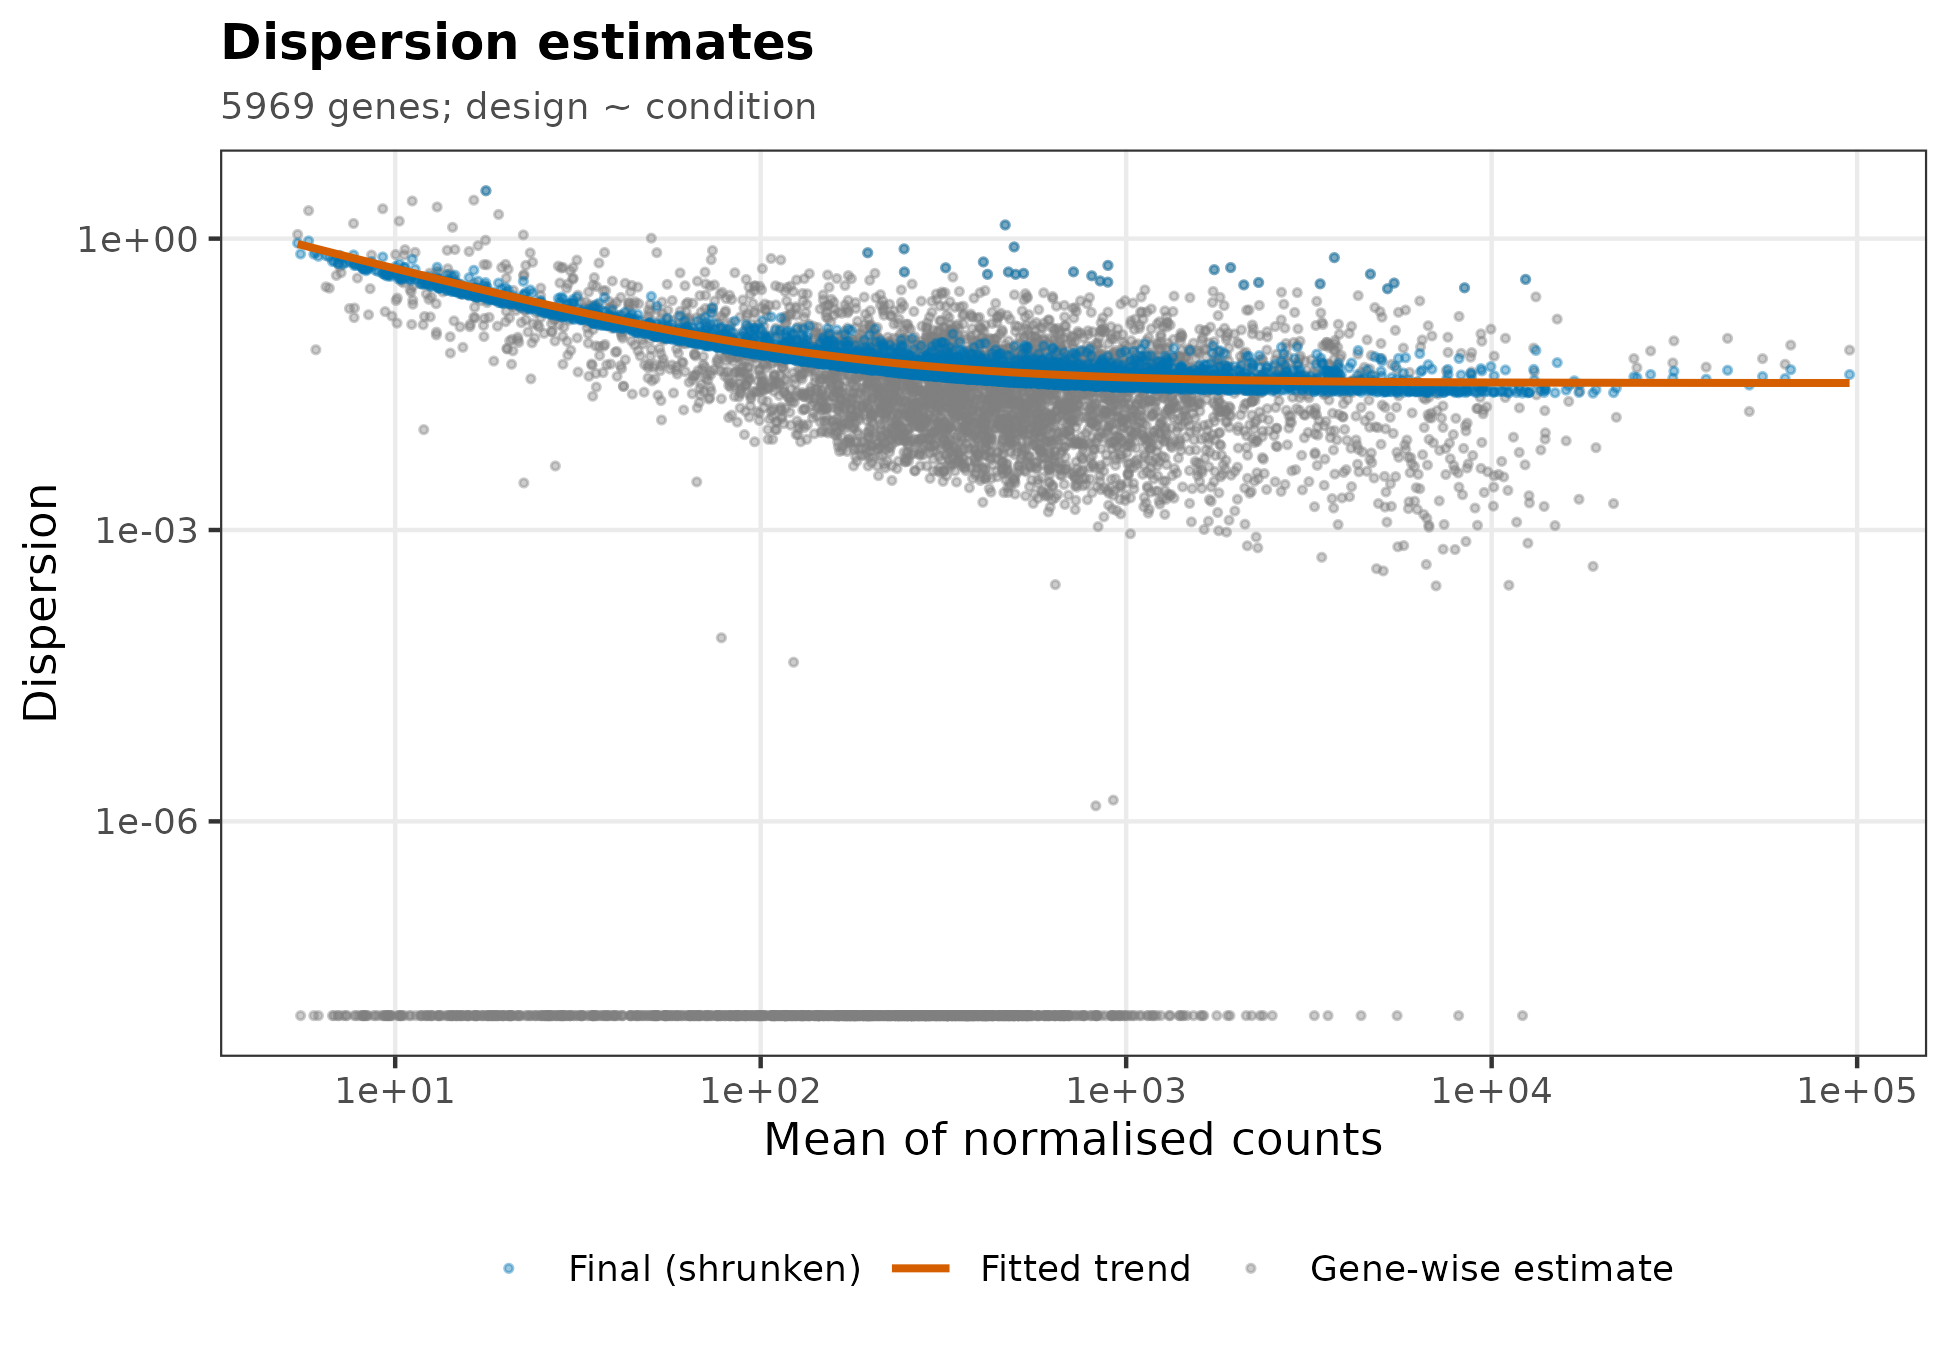 Dispersion estimates
5969 genes; design ~ condition
1e+00
1e-03
1e-06
Dispersion
1e+01 1e+02 1e+03 1e+04 1e+05
Mean of normalised counts
Final (shrunken) Fitted trend Gene-wise estimate